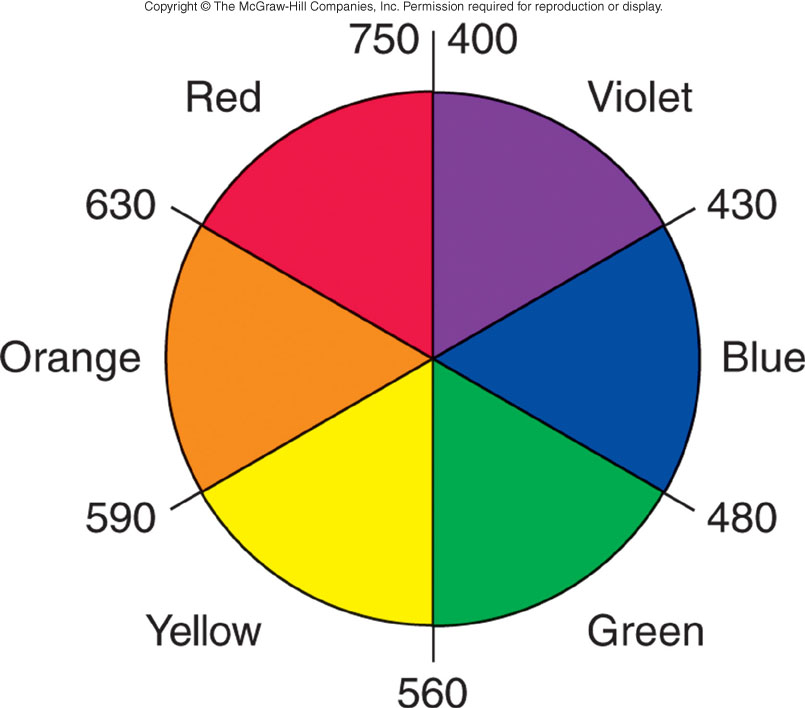 Copyright © The McGraw-Hill Companies, Inc. Permission required for reproduction or display.
750 400
Red Violet
630 430
Orange Blue
590 480
Yellow Green
560